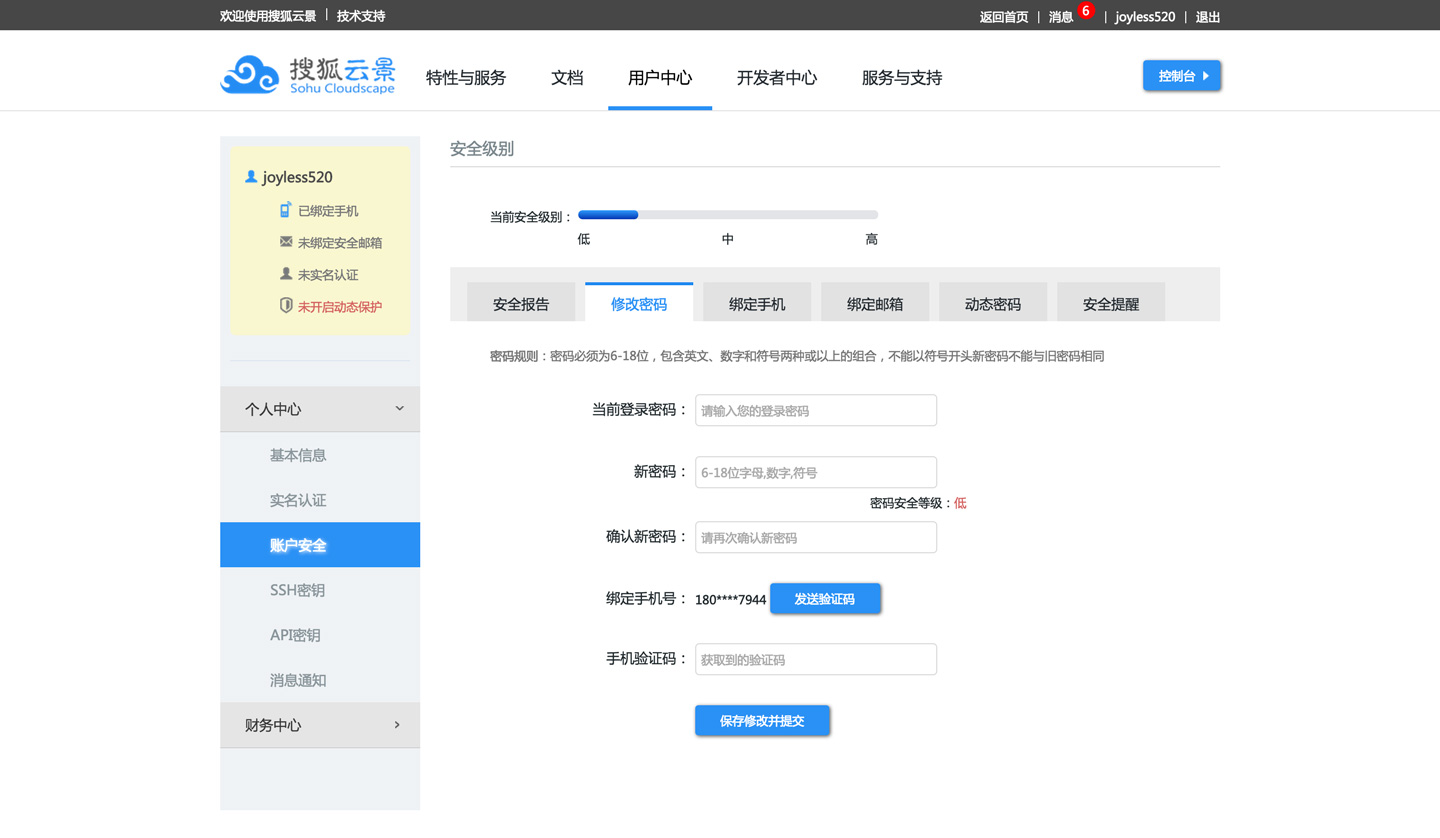 欢迎使用搜狐云景 | 技术支持
返回首页 | 消息 6 | joyless520 | 退出
搜狐云景
Sohu Cloudscape
特性与服务 文档 用户中心 开发者中心 服务与支持
控制台
joyless520
已绑定手机
未绑定安全邮箱
未实名认证
未开启动态保护
个人中心
基本信息
实名认证
账户安全
SSH密钥
API密钥
消息通知
财务中心
安全级别
当前安全级别：
低 中 高
安全报告 修改密码 绑定手机 绑定邮箱 动态密码 安全提醒
密码规则：密码必须为6-18位，包含英文、数字和符号两种或以上的组合，不能以符号开头新密码不能与旧密码相同
当前登录密码： 请输入您的登录密码
新密码： 6-18位字母,数字,符号
密码安全等级：低
确认新密码： 请再次确认新密码
绑定手机号： 180****7944 发送验证码
手机验证码： 获取到的验证码
保存修改并提交